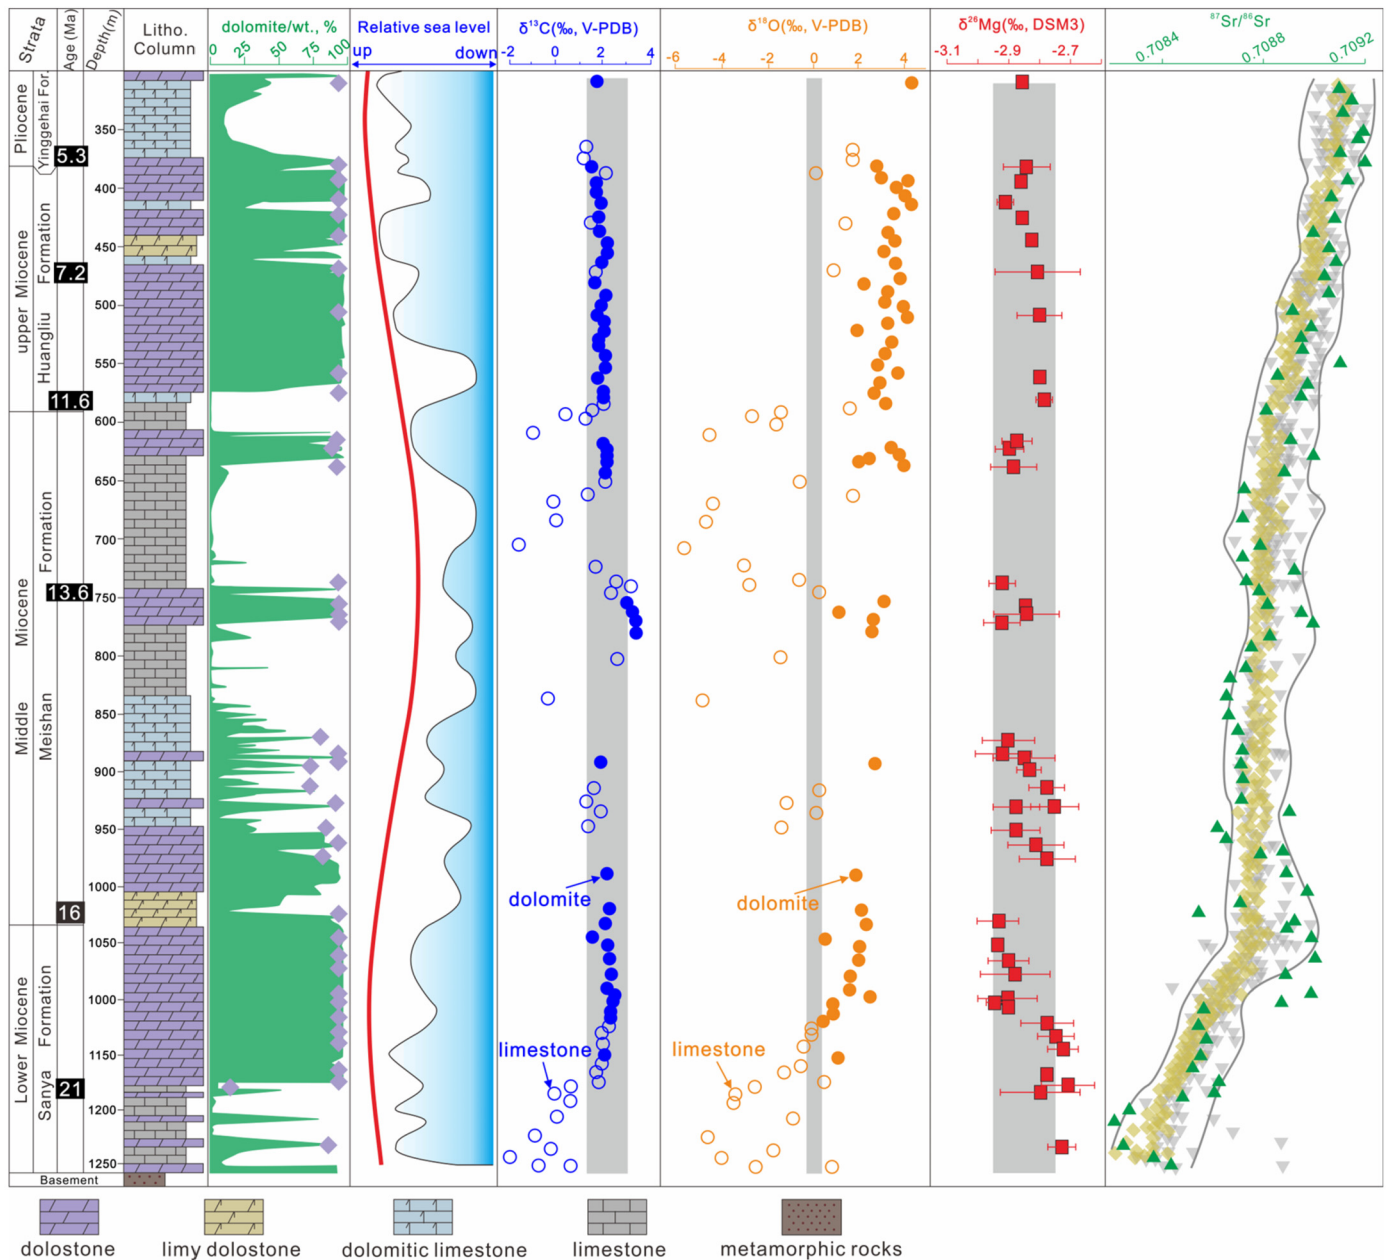 Strata
Age (Ma)
Depth(m)
Litho.
Column
dolomite/wt., %
0 25 50 75 100
Relative sea level
up
down
δ¹³C(‰, V-PDB)
-2 0 2 4
δ¹⁸O(‰, V-PDB)
-6 -4 -2 0 2 4
δ²⁶Mg(‰, DSM3)
-3.1 -2.9 -2.7
⁸⁷Sr/⁸⁶Sr
0.7084 0.7088 0.7092
Pliocene
Yinggehai For.
upper Miocene
Huangliu Formation
Middle Miocene
Meishan Formation
Lower Miocene
Sanya Formation
5.3
7.2
11.6
13.6
16
21
350
400
450
500
550
600
650
700
750
800
850
900
950
1000
1050
1000
1150
1200
1250
Basement
dolomite
limestone
dolomite
limestone
dolostone
limy dolostone
dolomitic limestone
limestone
metamorphic rocks